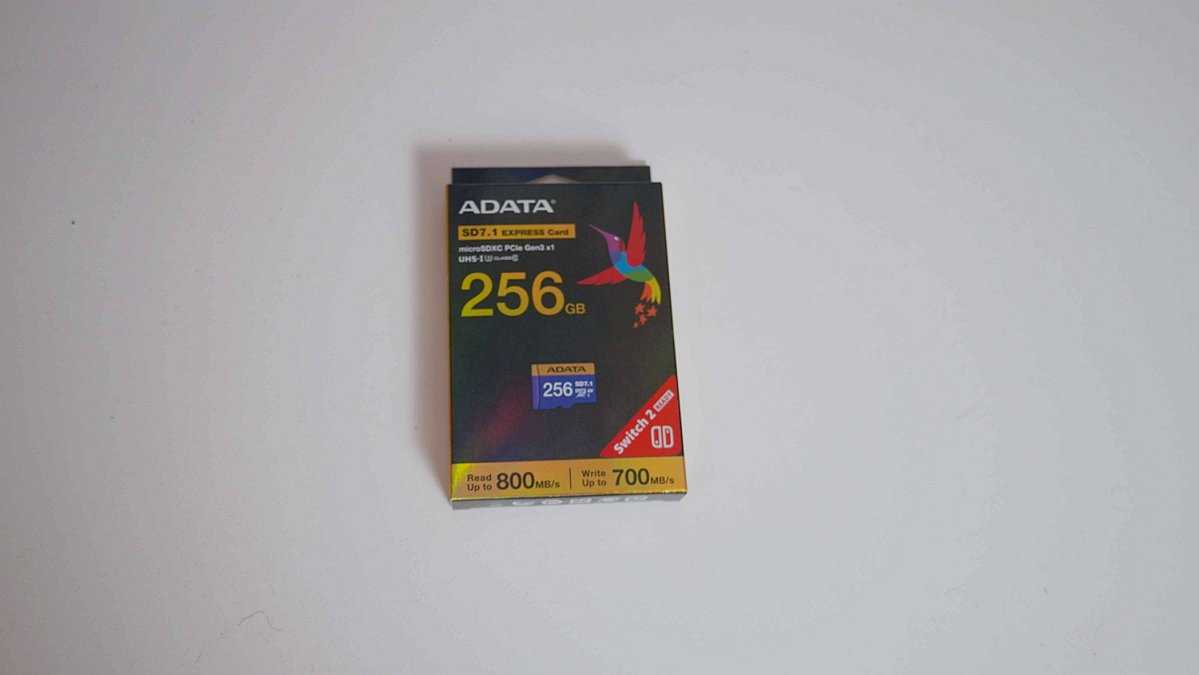 ADATA®
SD7.1 EXPRESS Card
microSDXC PCIe Gen3 x1
UHS-I
256GB
ADATA
256 SD7.1
Switch 2 READY
Read Up to 800MB/s
Write Up to 700MB/s